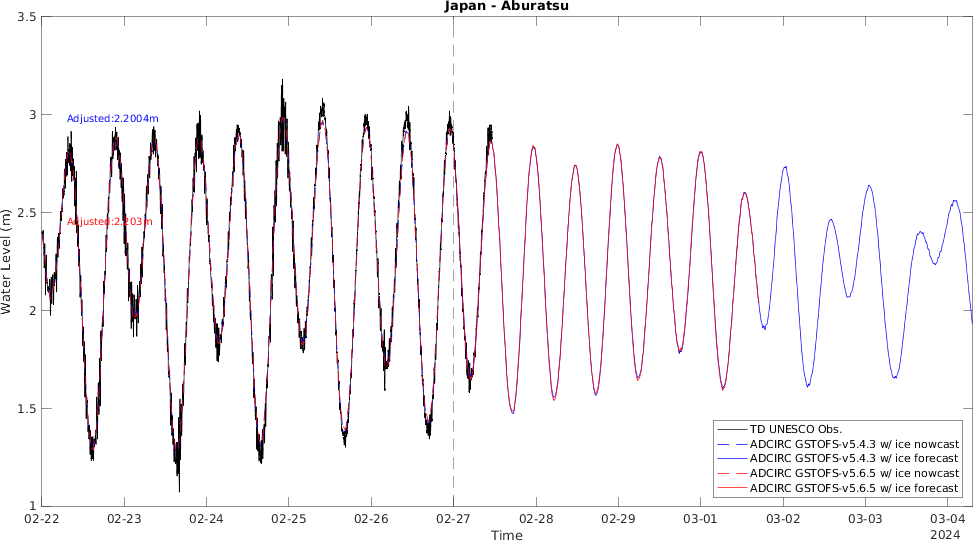 Japan - Aburatsu
3.5
3
2.5
2
1.5
1
Water Level (m)
Adjusted:2.2004m
Adjusted:2.203m
TD UNESCO Obs.
ADCIRC GSTOFS-v5.4.3 w/ ice nowcast
ADCIRC GSTOFS-v5.4.3 w/ ice forecast
ADCIRC GSTOFS-v5.6.5 w/ ice nowcast
ADCIRC GSTOFS-v5.6.5 w/ ice forecast
02-22 02-23 02-24 02-25 02-26 02-27 02-28 02-29 03-01 03-02 03-03 03-04
2024
Time